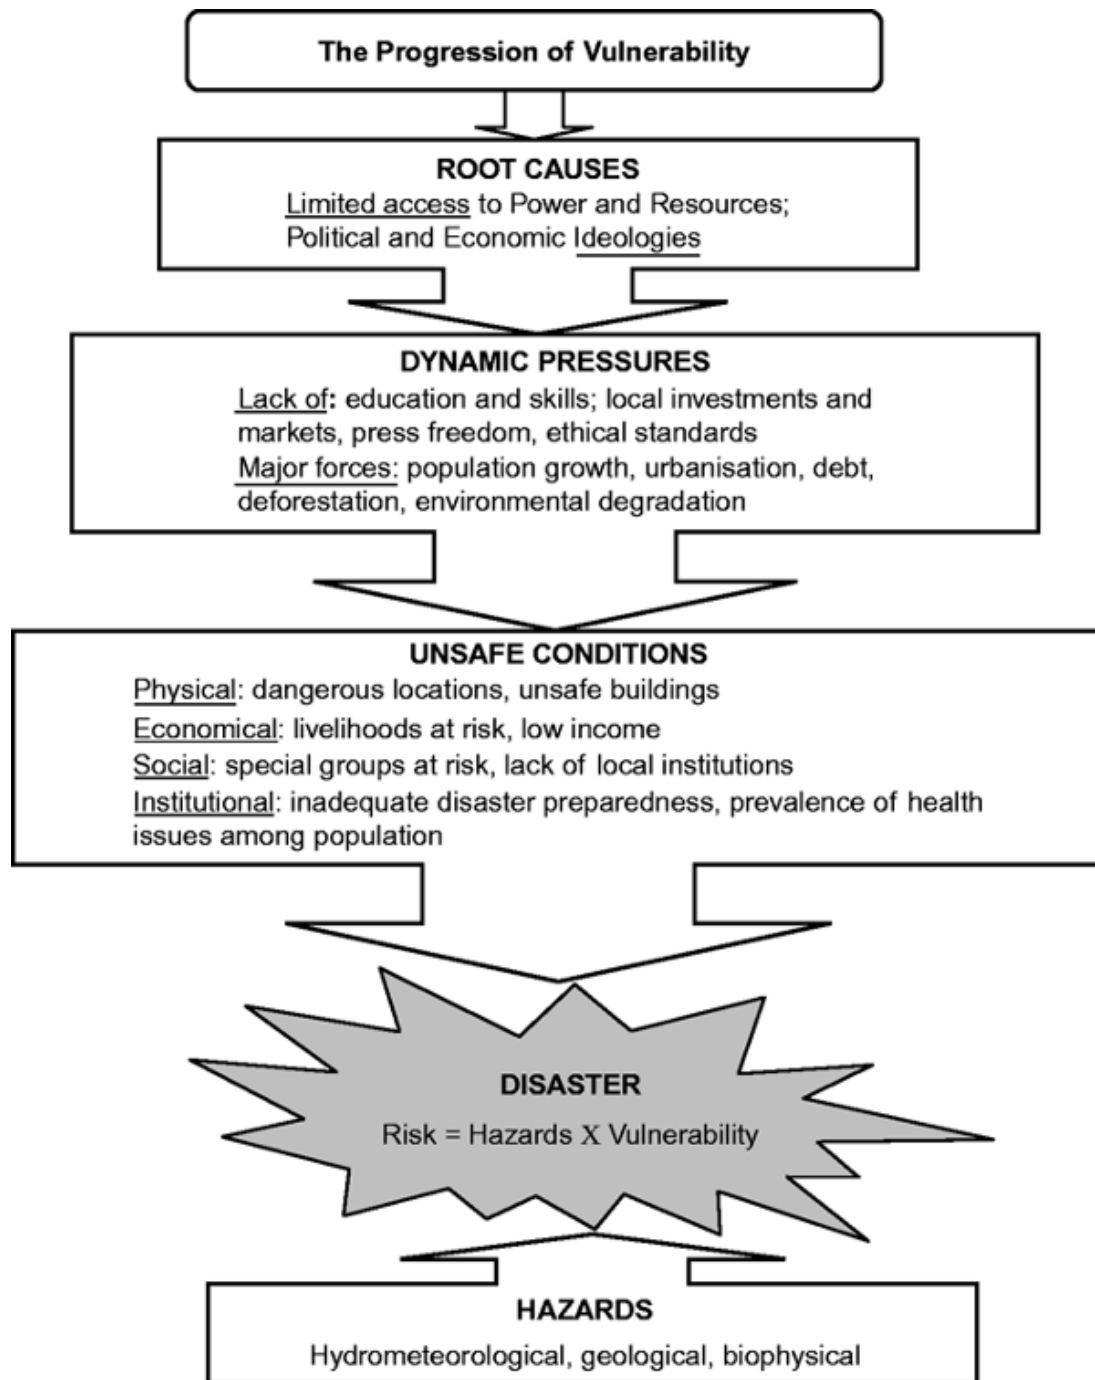 The Progression of Vulnerability
ROOT CAUSES
Limited access to Power and Resources;
Political and Economic Ideologies
DYNAMIC PRESSURES
Lack of: education and skills; local investments and
markets, press freedom, ethical standards
Major forces: population growth, urbanisation, debt,
deforestation, environmental degradation
UNSAFE CONDITIONS
Physical: dangerous locations, unsafe buildings
Economical: livelihoods at risk, low income
Social: special groups at risk, lack of local institutions
Institutional: inadequate disaster preparedness, prevalence of health
issues among population
DISASTER
Risk = Hazards X Vulnerability
HAZARDS
Hydrometeorological, geological, biophysical